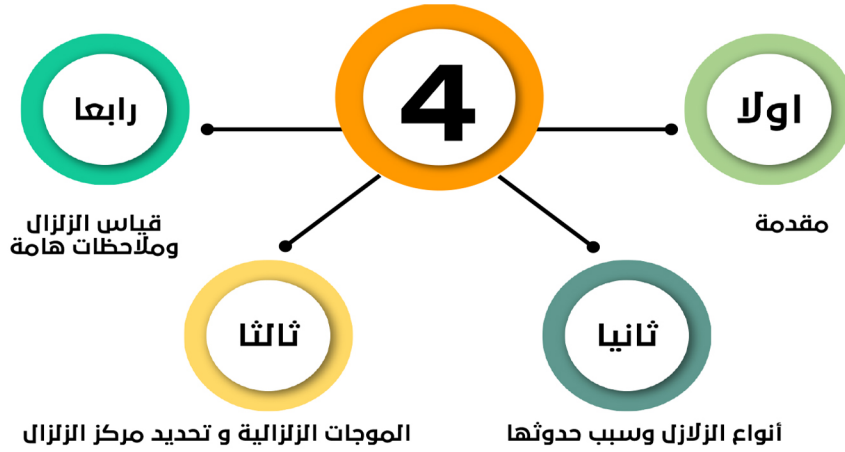 4
اولا
مقدمة
ثانيا
أنواع الزلازل وسبب حدوثها
ثالثا
الموجات الزلزالية و تحديد مركز الزلزال
رابعا
قياس الزلزال
وملاحظات هامة